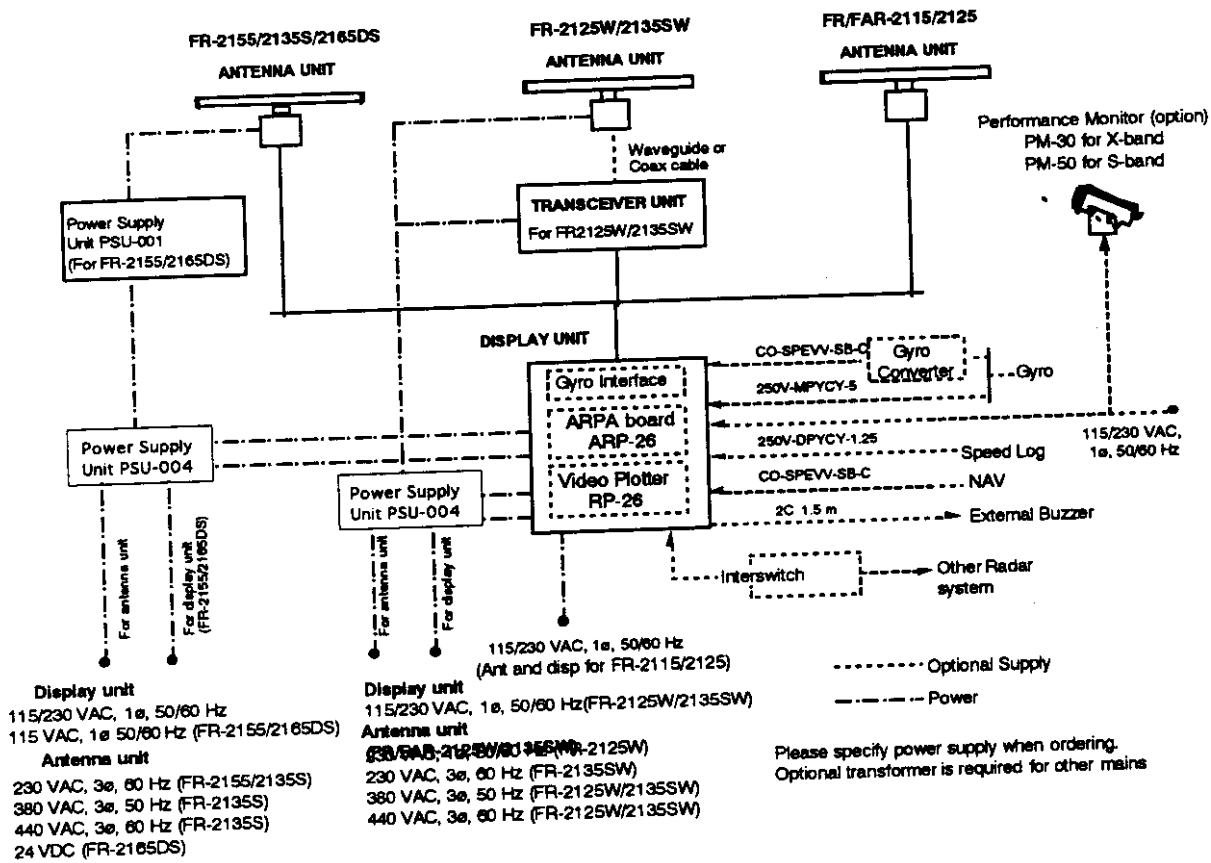 FR-2155/2135S/2165DS
ANTENNA UNIT
FR-2125W/2135SW
ANTENNA UNIT
FR/FAR-2115/2125
ANTENNA UNIT
Performance Monitor (option)
PM-30 for X-band
PM-50 for S-band
Waveguide or
Coax cable
Power Supply
Unit PSU-001
(For FR-2155/2165DS)
TRANSCEIVER UNIT
For FR2125W/2135SW
DISPLAY UNIT
Gyro Interface
ARPA board
ARP-26
Video Plotter
RP-26
CO-SPEVV-SB-C
Gyro
Converter
Gyro
250V-MPYCY-5
115/230 VAC,
1ø, 50/60 Hz
250V-DPYCY-1.25
Speed Log
CO-SPEVV-SB-C
NAV
2C 1.5 m
External Buzzer
Interswitch
Other Radar
system
Power Supply
Unit PSU-004
Power Supply
Unit PSU-004
For antenna unit
For display unit
(FR-2155/2165DS)
For antenna unit
For display unit
115/230 VAC, 1ø, 50/60 Hz
(Ant and disp for FR-2115/2125)
Optional Supply
Power
Display unit
115/230 VAC, 1ø, 50/60 Hz
115 VAC, 1ø 50/60 Hz (FR-2155/2165DS)
Antenna unit
230 VAC, 3ø, 60 Hz (FR-2155/2135S)
380 VAC, 3ø, 50 Hz (FR-2135S)
440 VAC, 3ø, 60 Hz (FR-2135S)
24 VDC (FR-2165DS)
Display unit
115/230 VAC, 1ø, 50/60 Hz(FR-2125W/2135SW)
Antenna unit
(FR/FAR-2125W/2135SW)
230 VAC, 3ø, 60 Hz (FR-2135SW)
380 VAC, 3ø, 50 Hz (FR-2125W/2135SW)
440 VAC, 3ø, 60 Hz (FR-2125W/2135SW)
Please specify power supply when ordering.
Optional transformer is required for other mains